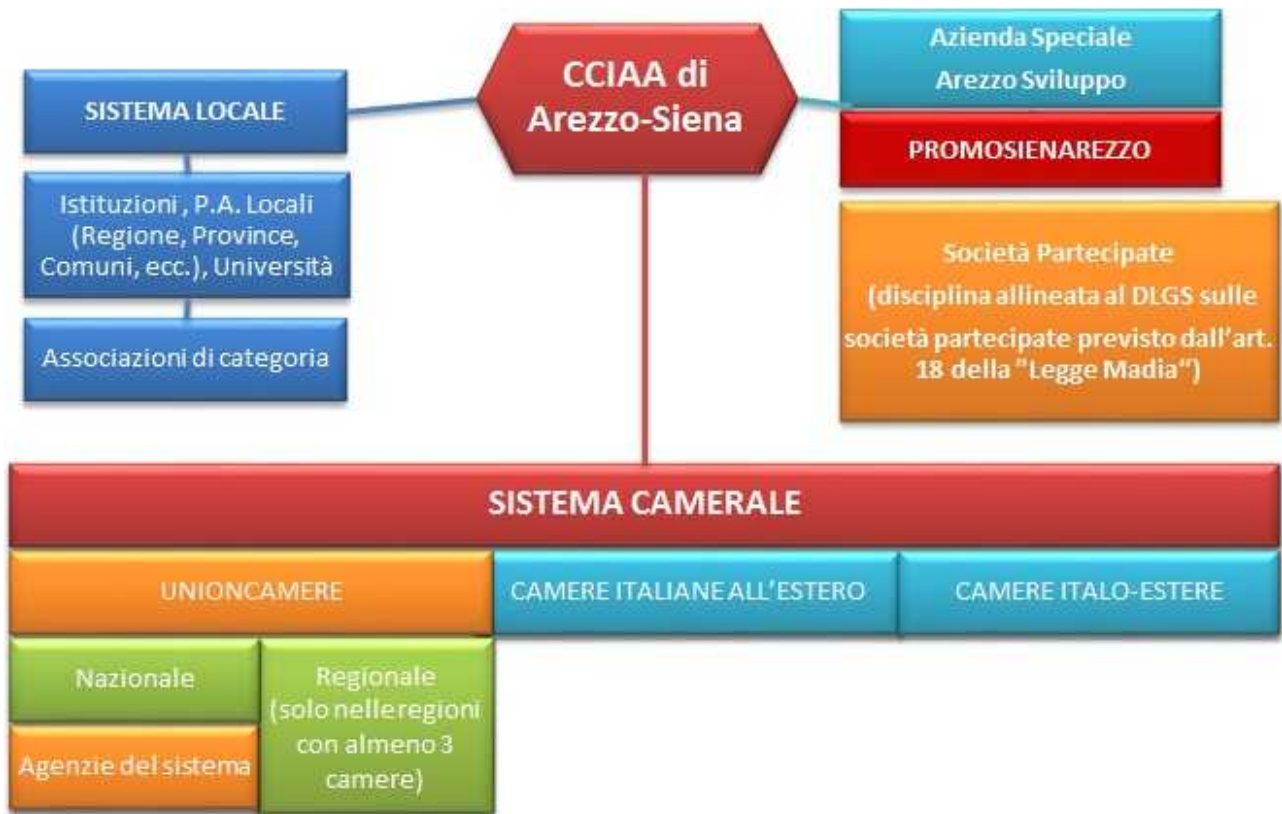 CCIAA di
Arezzo-Siena
SISTEMA LOCALE
Istituzioni, P.A. Locali
(Regione, Province,
Comuni, ecc.), Università
Associazioni di categoria
Azienda Speciale
Arezzo Sviluppo
PROMOSIENAREZZO
Società Partecipate
(disciplina allineata al DLGS sulle
società partecipate previsto dall'art.
18 della "Legge Madia")
SISTEMA CAMERALE
UNIONCAMERE
CAMERE ITALIANE ALL'ESTERO
CAMERE ITALO-ESTERE
Nazionale
Agenzie del sistema
Regionale
(solo nelle regioni
con almeno 3
camere)